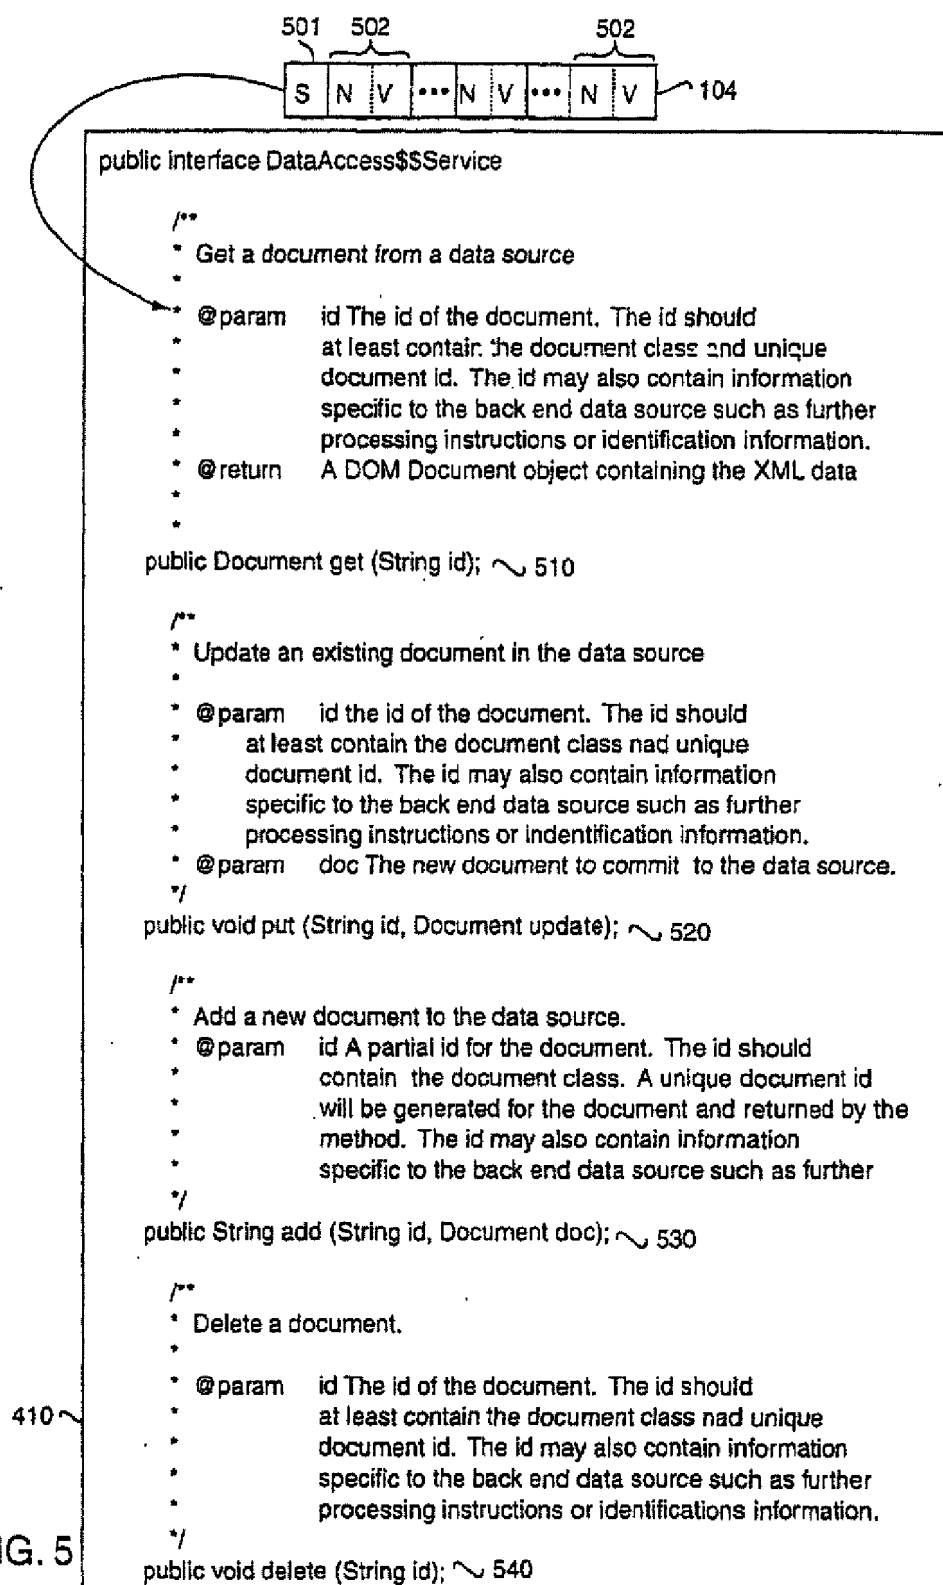 501 502 502
S N V ••• N V ••• N V 104
public interface DataAccess$$Service
/**
* Get a document from a data source
*
* @param id The id of the document. The id should
* at least contain the document class and unique
* document id. The id may also contain information
* specific to the back end data source such as further
* processing instructions or identification information.
* @return A DOM Document object containing the XML data
*
*
public Document get (String id); 510
/**
* Update an existing document in the data source
*
* @param id the id of the document. The id should
* at least contain the document class nad unique
* document id. The id may also contain information
* specific to the back end data source such as further
* processing instructions or indentification information.
* @param doc The new document to commit to the data source.
*/
public void put (String id, Document update); 520
/**
* Add a new document to the data source.
* @param id A partial id for the document. The id should
* contain the document class. A unique document id
* will be generated for the document and returned by the
* method. The id may also contain information
* specific to the back end data source such as further
*/
public String add (String id, Document doc); 530
/**
* Delete a document.
*
* @param id The id of the document. The id should
410 * at least contain the document class nad unique
* document id. The id may also contain information
* specific to the back end data source such as further
* processing instructions or identifications information.
*/
IG. 5
public void delete (String id); 540